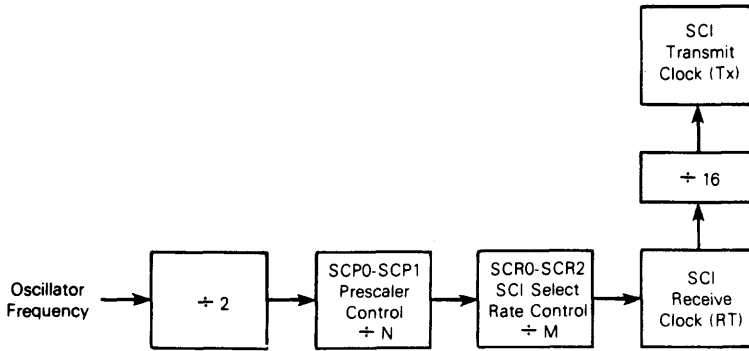 SCI
Transmit
Clock (Tx)
÷ 16
Oscillator
Frequency
÷ 2
SCP0-SCP1
Prescaler
Control
÷ N
SCR0-SCR2
SCI Select
Rate Control
÷ M
SCI
Receive
Clock (RT)